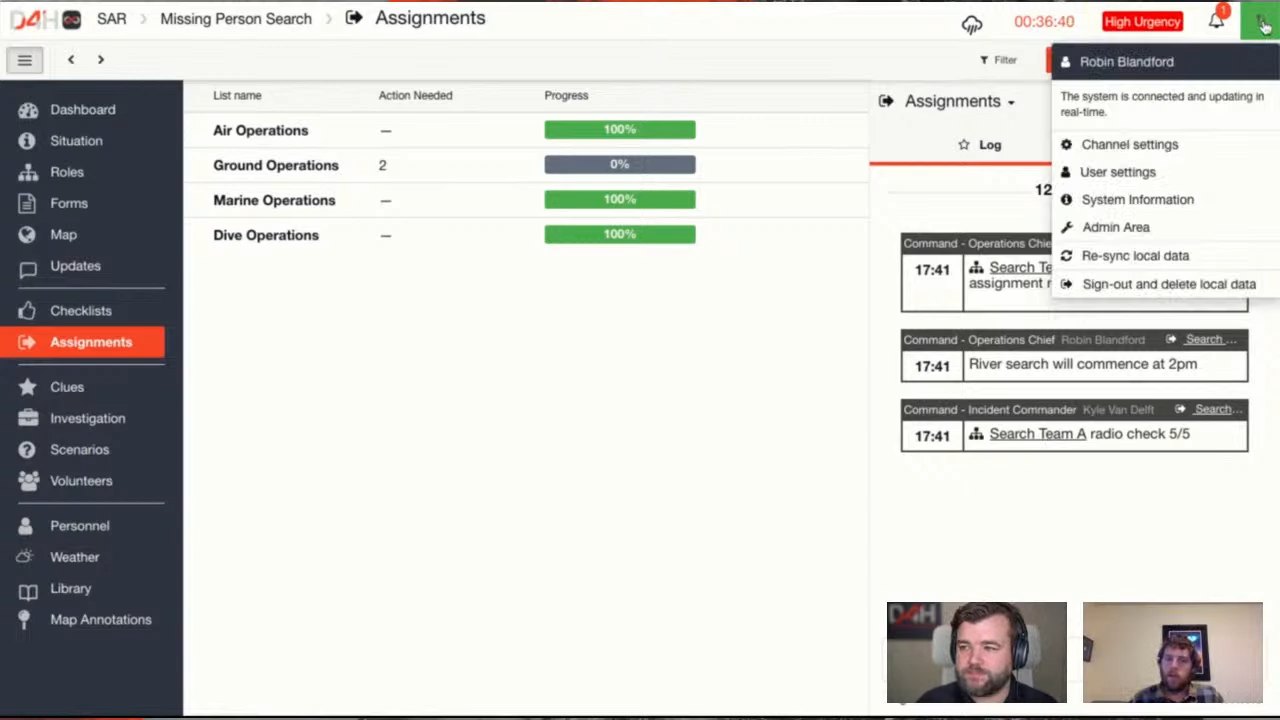 D4H
SAR
Missing Person Search
Assignments
00:36:40
High Urgency
1
Filter
Robin Blandford
The system is connected and updating in
real-time.
Channel settings
User settings
System Information
Admin Area
Re-sync local data
Sign-out and delete local data
Dashboard
Situation
Roles
Forms
Map
Updates
Checklists
Assignments
Clues
Investigation
Scenarios
Volunteers
Personnel
Weather
Library
Map Annotations
List name Action Needed Progress
Air Operations — 100%
Ground Operations 2 0%
Marine Operations — 100%
Dive Operations — 100%
Assignments
Log
12
Command - Operations Chie
17:41 Search Te
assignment
Command - Operations Chief Robin Blandford Search ...
17:41 River search will commence at 2pm
Command - Incident Commander Kyle Van Delft Search...
17:41 Search Team A radio check 5/5
D4H